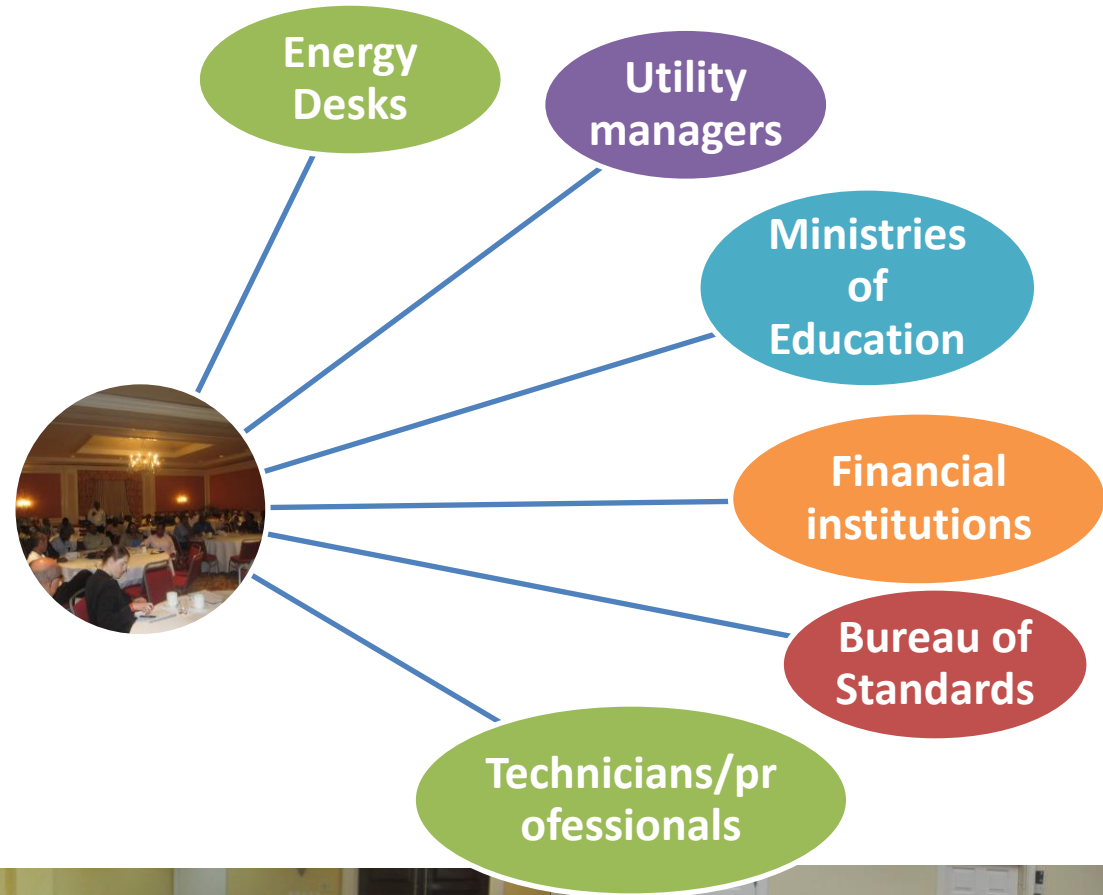 Energy
Desks
Utility
managers
Ministries
of
Education
Financial
institutions
Bureau of
Standards
Technicians/pr
ofessionals